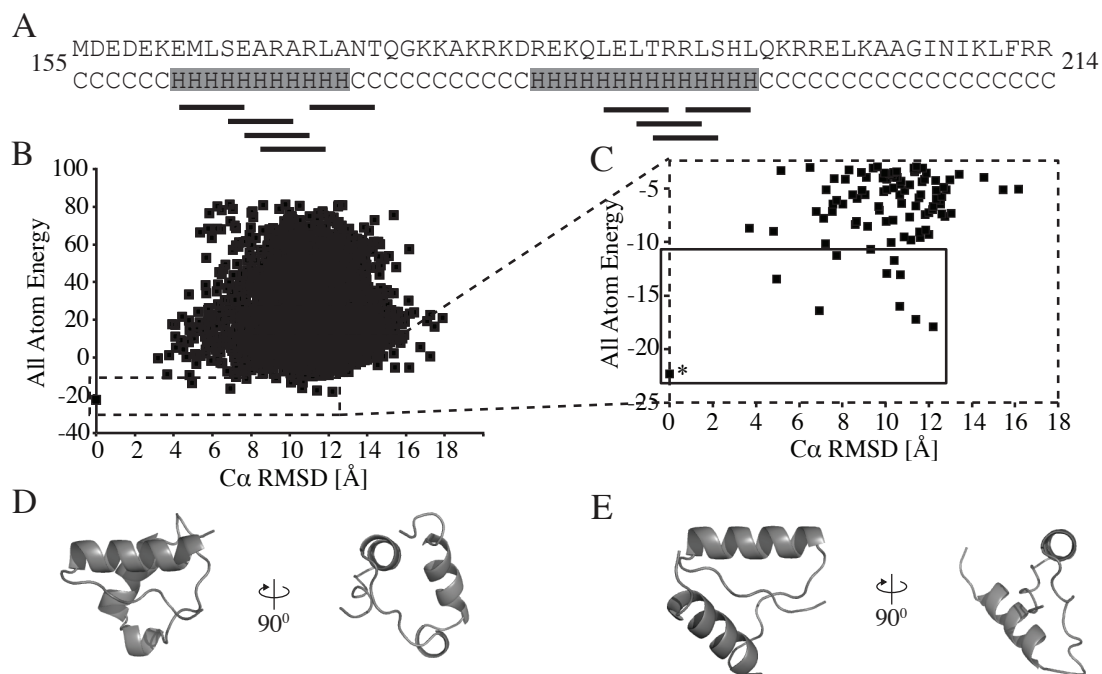 A
MDEDEKEMLSEARARLANTQGKKAKRKDREKQLELTRRLSHLQKRRELKAAGINIKLFRR
155
214
CCCCCCHHHHHHHHHHHCCCCCCCCCCCHHHHHHHHHHHHHHCCCCCCCCCCCCCCCCCC
B
All Atom Energy
100
80
60
40
20
0
-20
-40
0 2 4 6 8 10 12 14 16 18
Cα RMSD [Å]
C
All Atom Energy
-5
-10
-15
-20
-25
*
0 2 4 6 8 10 12 14 16 18
Cα RMSD [Å]
D
90⁰
E
90⁰